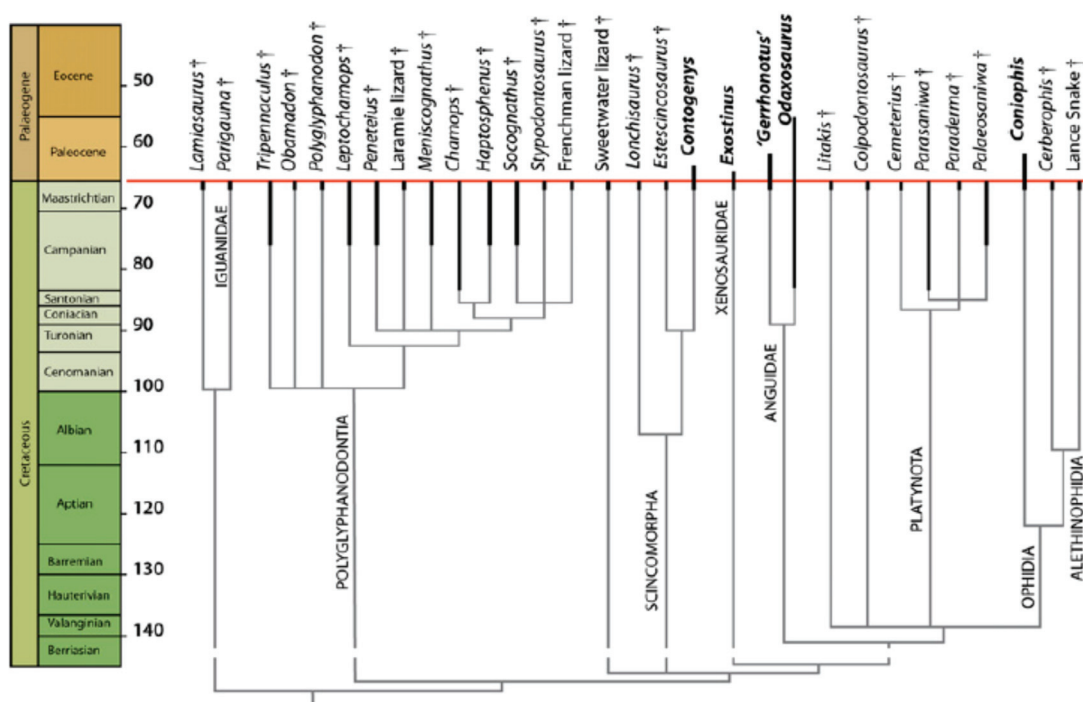 Palaeogene
Eocene
Paleocene
Cretaceous
Maastrichtian
Campanian
Santonian
Coniacian
Turonian
Cenomanian
Albian
Aptian
Barremian
Hauterivian
Valanginian
Berriasian
50
60
70
80
90
100
110
120
130
140
Lamiasaurus †
Parigauna †
Tripennaculus †
Obamadon †
Polyglyphanodon †
Leptochamops †
Peneteius †
Laramie lizard †
Meniscognathus †
Chamops †
Haptosphenus †
Socognathus †
Stypodontosaurus †
Frenchman lizard †
Sweetwater lizard †
Lonchisaurus †
Estescincosaurus †
Contogenys
Exostinus
'Gerrhonotus'
Odaxosaurus
Litakis †
Colpodontosaurus †
Cemeterius †
Parasaniwa †
Paraderma †
Palaeosaniwa †
Coniophis
Cerberophis †
Lance Snake †
IGUANIDAE
POLYGLYPHANODONTIA
SCINCOMORPHA
XENOSAURIDAE
ANGUIDAE
PLATYNOTA
OPHIDIA
ALETHINOPHIDIA